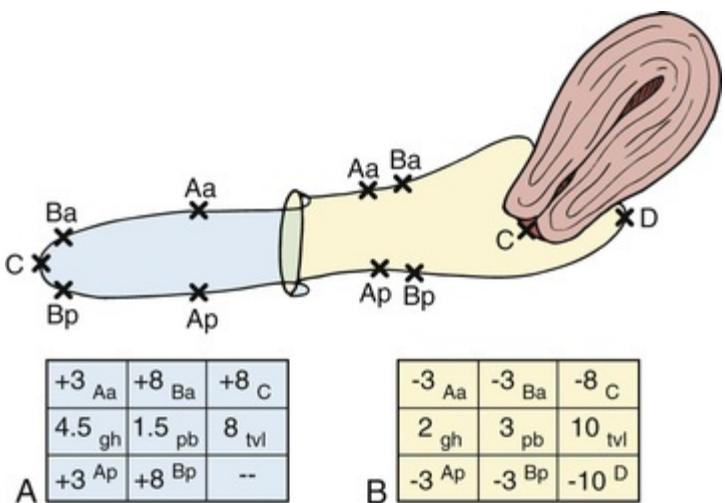 Aa
Ba
Ba
Aa
C
C
D
Bp
Ap
Ap
Bp
+3 Aa +8 Ba +8 C
4.5 gh 1.5 pb 8 tvl
+3 Ap +8 Bp --
A
-3 Aa -3 Ba -8 C
2 gh 3 pb 10 tvl
-3 Ap -3 Bp -10 D
B